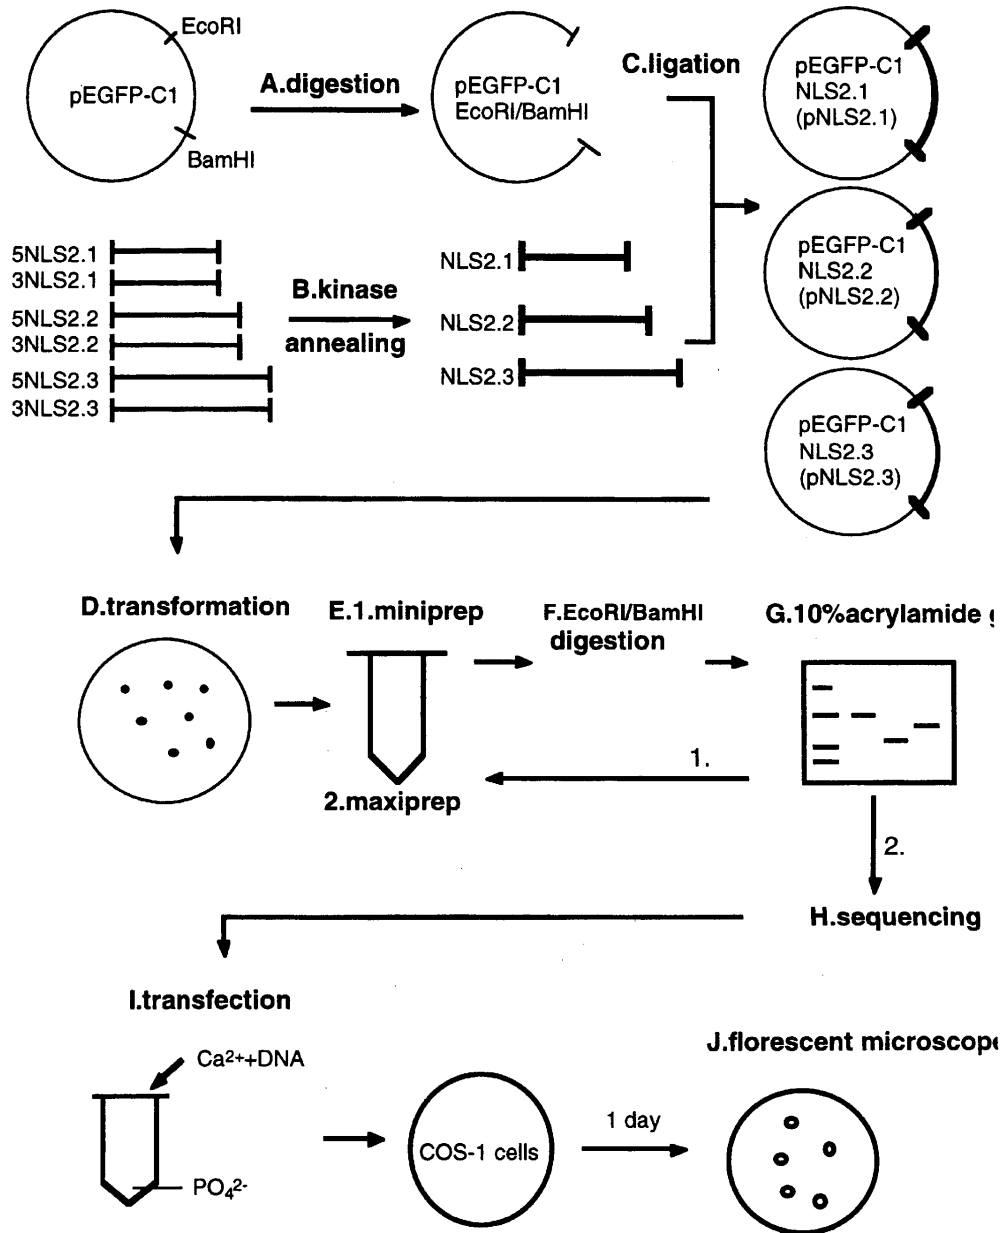 EcoRI
pEGFP-C1
BamHI
A.digestion
pEGFP-C1
EcoRI/BamHI
C.ligation
pEGFP-C1
NLS2.1
(pNLS2.1)
5NLS2.1
3NLS2.1
5NLS2.2
3NLS2.2
5NLS2.3
3NLS2.3
B.kinase
annealing
NLS2.1
NLS2.2
NLS2.3
pEGFP-C1
NLS2.2
(pNLS2.2)
pEGFP-C1
NLS2.3
(pNLS2.3)
D.transformation
E.1.miniprep
2.maxiprep
F.EcoRI/BamHI
digestion
G.10%acrylamide
1.
2.
H.sequencing
I.transfection
Ca²⁺+DNA
PO₄²⁻
COS-1 cells
1 day
J.florescent microscope